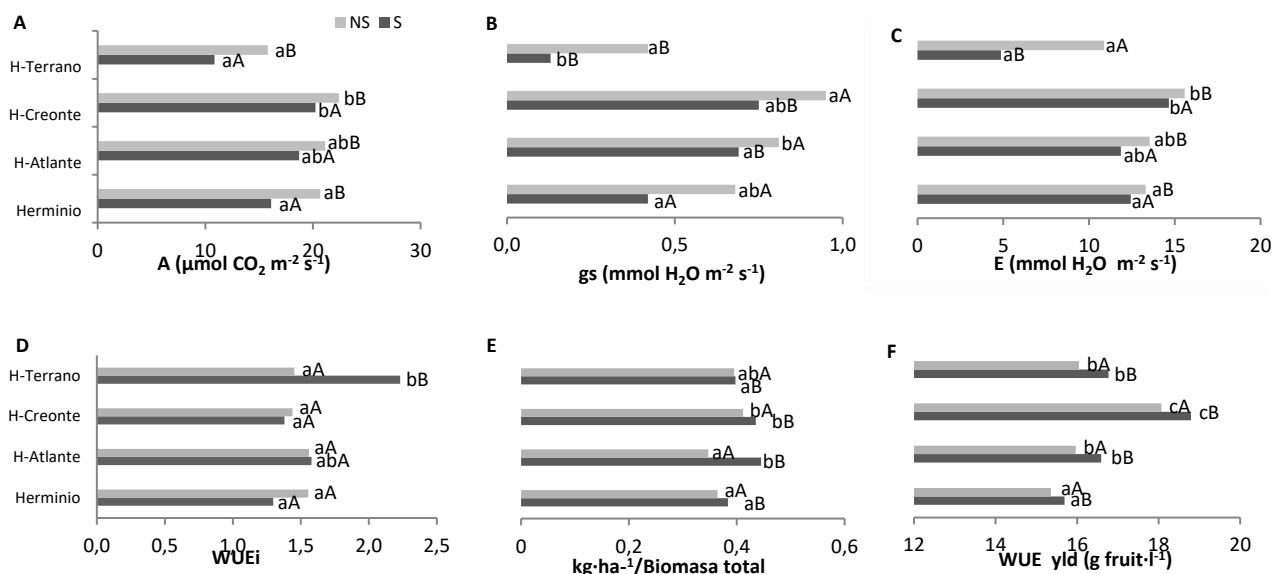 A
NS S
H-Terrano
aB
aA
H-Creonte
bB
bA
H-Atlante
abB
abA
Herminio
aB
aA
0 10 20 30
A (µmol CO₂ m⁻² s⁻¹)
B
aB
bB
aA
abB
bA
aB
abA
aA
0,0 0,5 1,0
gs (mmol H₂O m⁻² s⁻¹)
C
aA
aB
bB
bA
abB
abA
aB
aA
0 5 10 15 20
E (mmol H₂O m⁻² s⁻¹)
D
H-Terrano
aA
bB
H-Creonte
aA
aA
H-Atlante
aA
abA
Herminio
aA
aA
0,0 0,5 1,0 1,5 2,0 2,5
WUEi
E
abA
aB
bA
bB
aA
bB
aA
aB
0 0,2 0,4 0,6
kg·ha-¹/Biomasa total
F
bA
bB
cA
cB
bA
bB
aA
aB
12 14 16 18 20
WUE yld (g fruit·l⁻¹)